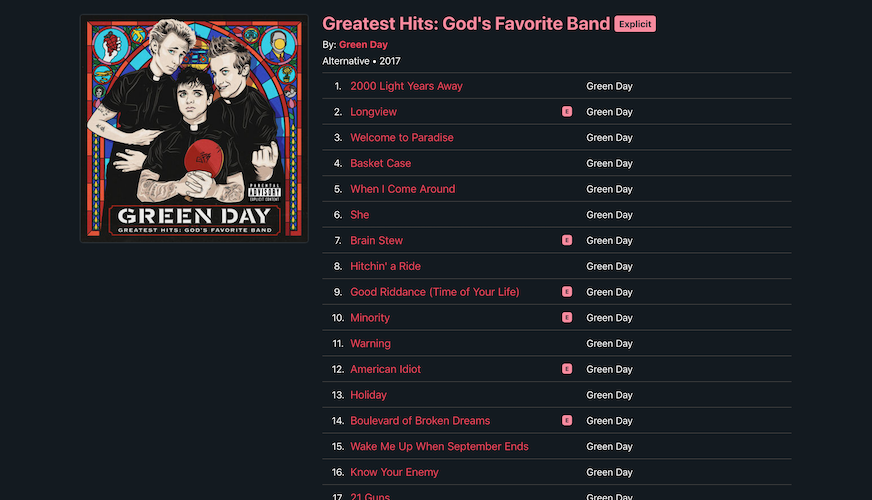 Greatest Hits: God's Favorite Band Explicit
By: Green Day
Alternative • 2017
PARENTAL
ADVISORY
EXPLICIT CONTENT
GREEN DAY
GREATEST HITS: GOD'S FAVORITE BAND
1. 2000 Light Years Away Green Day
2. Longview E Green Day
3. Welcome to Paradise Green Day
4. Basket Case Green Day
5. When I Come Around Green Day
6. She Green Day
7. Brain Stew E Green Day
8. Hitchin' a Ride Green Day
9. Good Riddance (Time of Your Life) E Green Day
10. Minority E Green Day
11. Warning Green Day
12. American Idiot E Green Day
13. Holiday Green Day
14. Boulevard of Broken Dreams E Green Day
15. Wake Me Up When September Ends Green Day
16. Know Your Enemy Green Day
17. 21 Guns Green Day